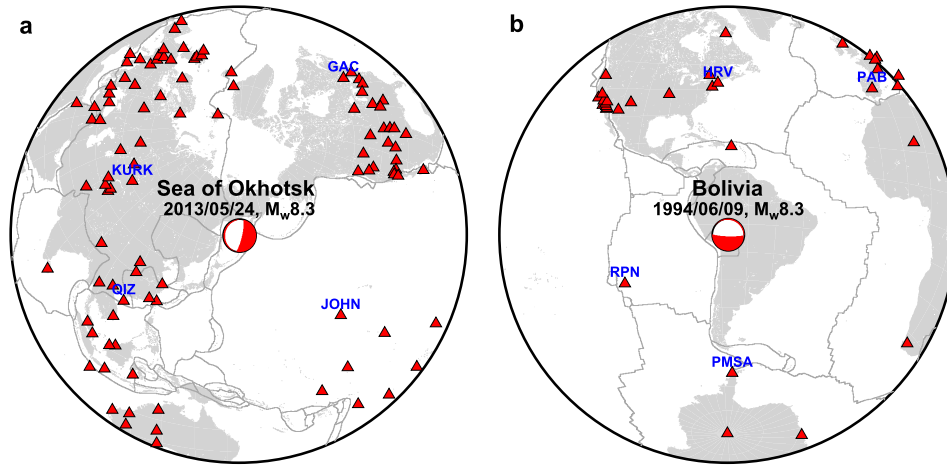 a
GAC
KURK
Sea of Okhotsk
2013/05/24, Mw8.3
QIZ
JOHN
b
HRV
PAB
Bolivia
1994/06/09, Mw8.3
RPN
PMSA